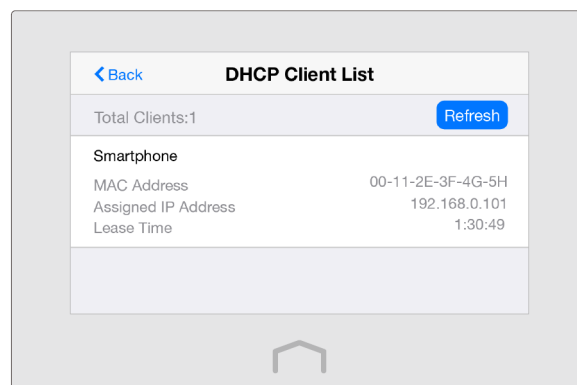 Back DHCP Client List
Total Clients:1 Refresh
Smartphone
MAC Address 00-11-2E-3F-4G-5H
Assigned IP Address 192.168.0.101
Lease Time 1:30:49